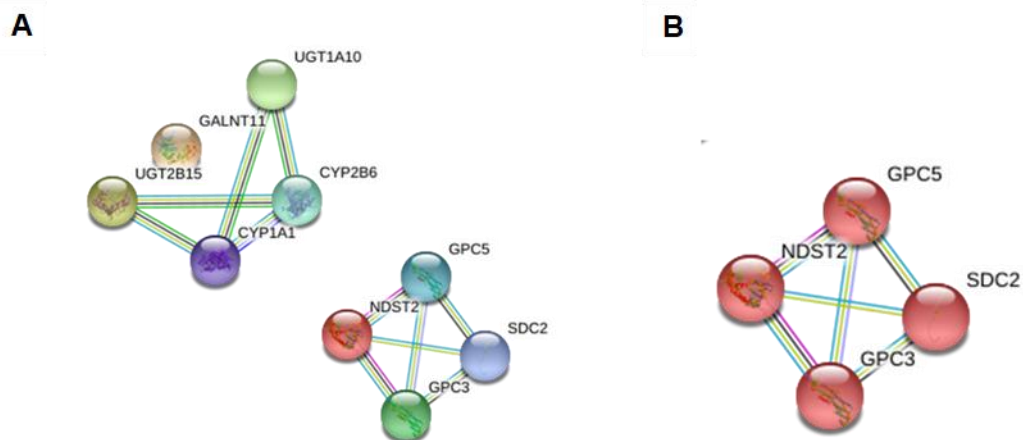 A
B
UGT1A10
GALNT11
UGT2B15
CYP2B6
CYP1A1
GPC5
NDST2
SDC2
GPC3
GPC5
NDST2
SDC2
GPC3